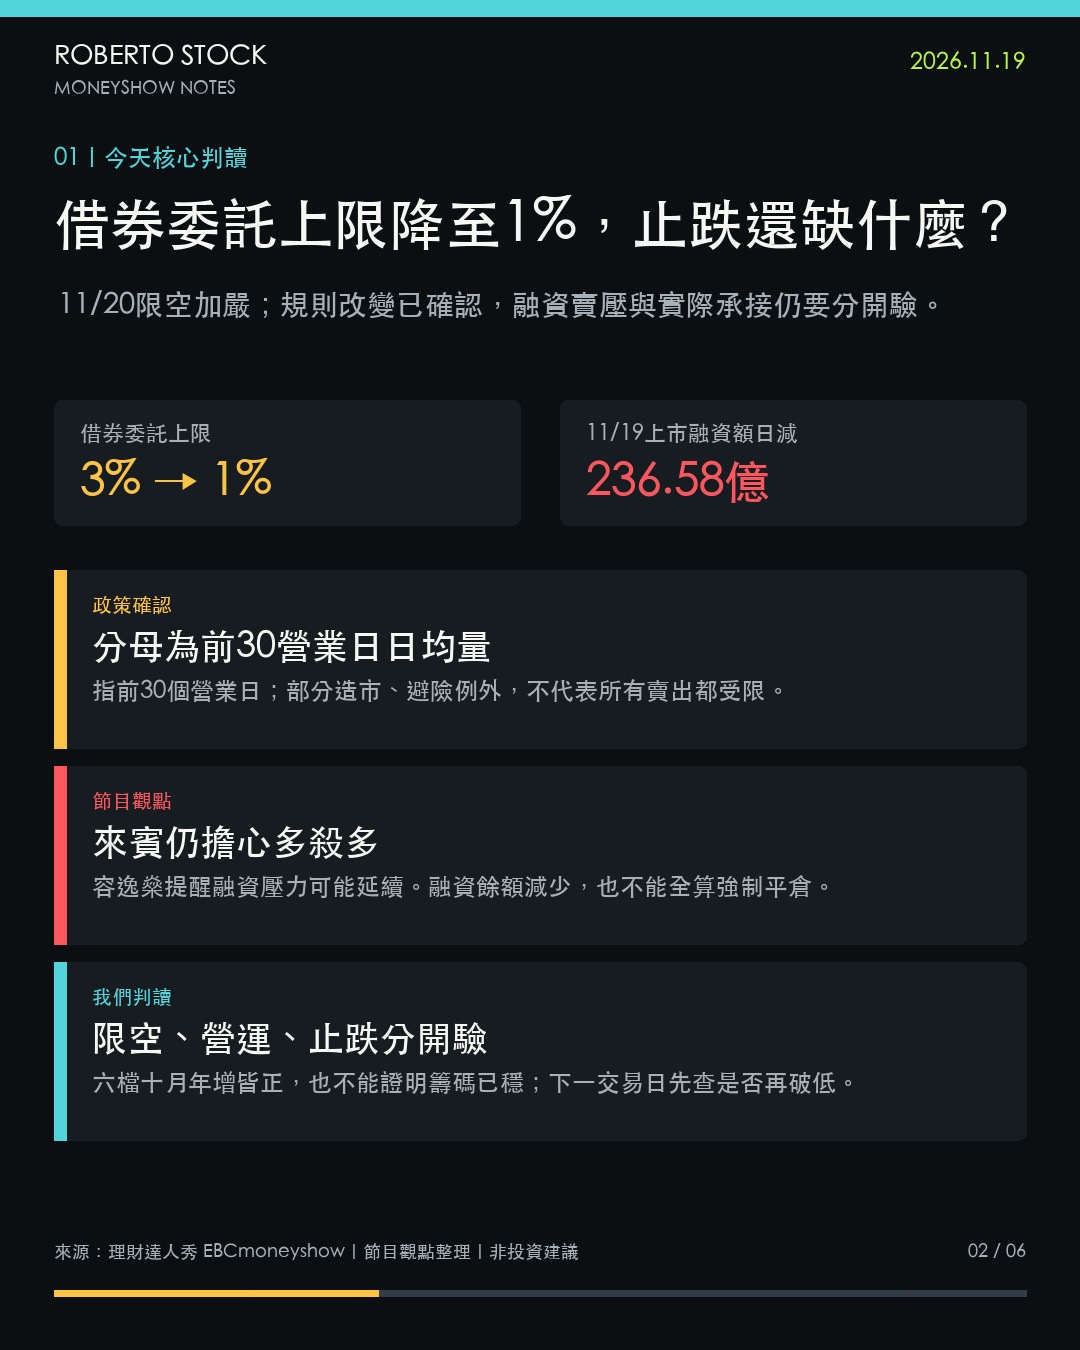 ROBERTO STOCK
MONEYSHOW NOTES
2026.11.19
01 | 今天核心判讀
借券委託上限降至1%，止跌還缺什麼？
11/20限空加嚴；規則改變已確認，融資賣壓與實際承接仍要分開驗。
借券委託上限
3% → 1%
11/19上市融資額日減
236.58億
政策確認
分母為前30營業日日均量
指前30個營業日；部分造市、避險例外，不代表所有賣出都受限。
節目觀點
來賓仍擔心多殺多
容逸燊提醒融資壓力可能延續。融資餘額減少，也不能全算強制平倉。
我們判讀
限空、營運、止跌分開驗
六檔十月年增皆正，也不能證明籌碼已穩；下一交易日先查是否再破低。
來源：理財達人秀 EBCmoneyshow | 節目觀點整理 | 非投資建議
02 / 06